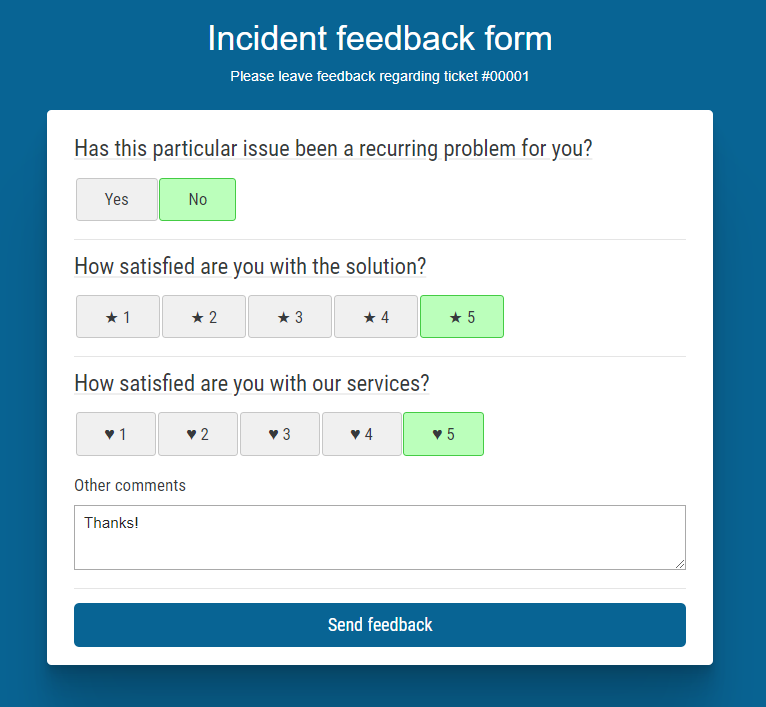 Incident feedback form
Please leave feedback regarding ticket #00001
Has this particular issue been a recurring problem for you?
Yes No
How satisfied are you with the solution?
★ 1 ★ 2 ★ 3 ★ 4 ★ 5
How satisfied are you with our services?
♥ 1 ♥ 2 ♥ 3 ♥ 4 ♥ 5
Other comments
Thanks!
Send feedback